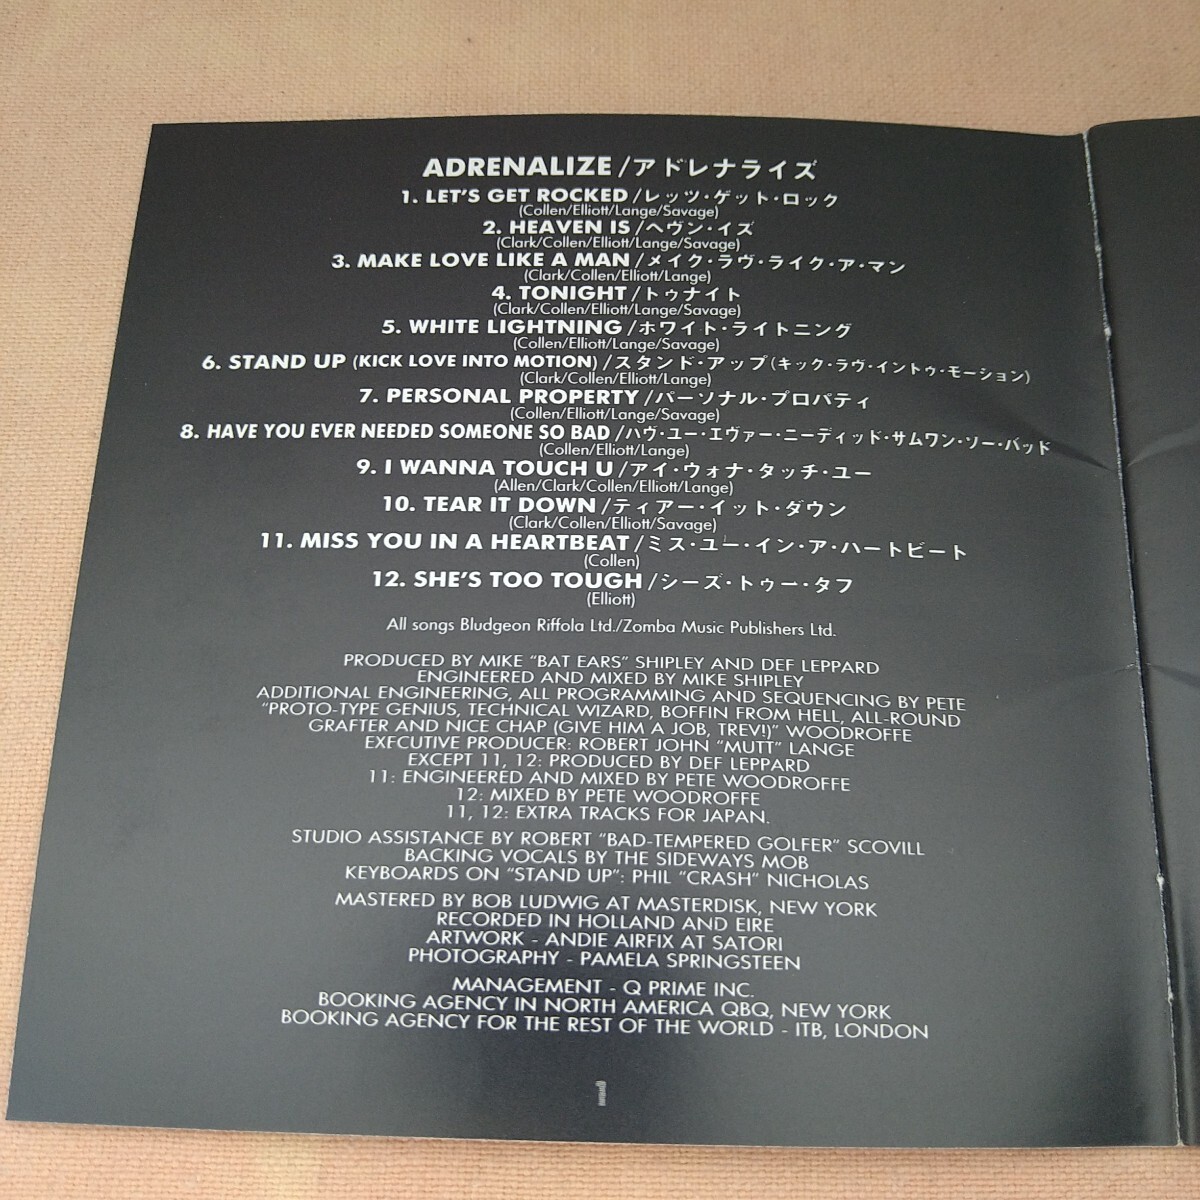 ADRENALIZE/アドレナライズ
1. LET'S GET ROCKED/レッツ・ゲット・ロック
(Collen/Elliott/Lange/Savage)
2. HEAVEN IS/ヘヴン・イズ
(Clark/Collen/Elliott/Lange/Savage)
3. MAKE LOVE LIKE A MAN/メイク・ラヴ・ライク・ア・マン
(Clark/Collen/Elliott/Lange)
4. TONIGHT/トゥナイト
(Clark/Collen/Elliott/Lange/Savage)
5. WHITE LIGHTNING/ホワイト・ライトニング
(Collen/Elliott/Lange/Savage)
6. STAND UP (KICK LOVE INTO MOTION)/スタンド・アップ(キック・ラヴ・イントゥ・モーション)
(Clark/Collen/Elliott/Lange)
7. PERSONAL PROPERTY/パーソナル・プロパティ
(Collen/Elliott/Lange/Savage)
8. HAVE YOU EVER NEEDED SOMEONE SO BAD/ハヴ・ユー・エヴァー・ニーディッド・サムワン・ソー・バッド
(Collen/Elliott/Lange)
9. I WANNA TOUCH U/アイ・ウォナ・タッチ・ユー
(Allen/Clark/Collen/Elliott/Lange)
10. TEAR IT DOWN/ティアー・イット・ダウン
(Clark/Collen/Elliott/Savage)
11. MISS YOU IN A HEARTBEAT/ミス・ユー・イン・ア・ハートビート
(Collen)
12. SHE'S TOO TOUGH/シーズ・トゥー・タフ
(Elliott)
All songs Bludgeon Riffola Ltd./Zomba Music Publishers Ltd.
PRODUCED BY MIKE "BAT EARS" SHIPLEY AND DEF LEPPARD
ENGINEERED AND MIXED BY MIKE SHIPLEY
ADDITIONAL ENGINEERING, ALL PROGRAMMING AND SEQUENCING BY PETE
"PROTO-TYPE GENIUS, TECHNICAL WIZARD, BOFFIN FROM HELL, ALL-ROUND
GRAFTER AND NICE CHAP (GIVE HIM A JOB, TREV!)" WOODROFFE
EXFCUTIVE PRODUCER: ROBERT JOHN "MUTT" LANGE
EXCEPT 11, 12: PRODUCED BY DEF LEPPARD
11: ENGINEERED AND MIXED BY PETE WOODROFFE
12: MIXED BY PETE WOODROFFE
11, 12: EXTRA TRACKS FOR JAPAN.
STUDIO ASSISTANCE BY ROBERT "BAD-TEMPERED GOLFER" SCOVILL
BACKING VOCALS BY THE SIDEWAYS MOB
KEYBOARDS ON "STAND UP": PHIL "CRASH" NICHOLAS
MASTERED BY BOB LUDWIG AT MASTERDISK, NEW YORK
RECORDED IN HOLLAND AND EIRE
ARTWORK - ANDIE AIRFIX AT SATORI
PHOTOGRAPHY - PAMELA SPRINGSTEEN
MANAGEMENT - Q PRIME INC.
BOOKING AGENCY IN NORTH AMERICA QBQ, NEW YORK
BOOKING AGENCY FOR THE REST OF THE WORLD - ITB, LONDON
1